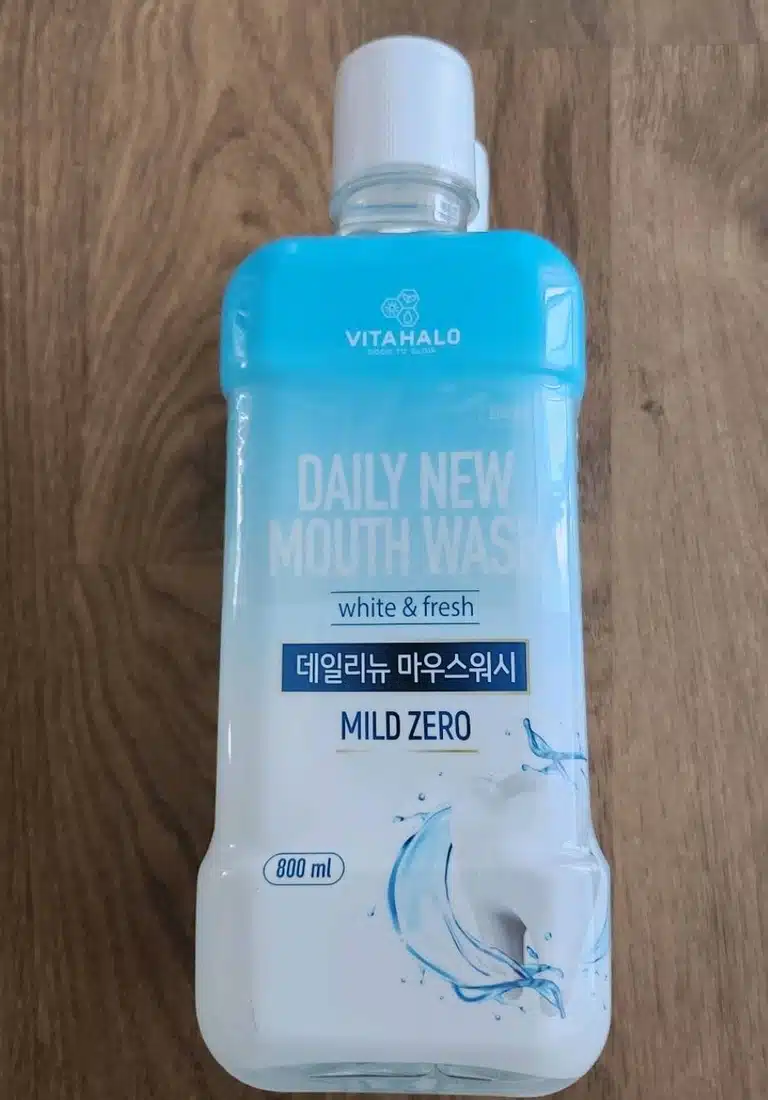 VITAHALO
DAILY NEW
MOUTH WASH
white & fresh
데일리뉴 마우스워시
MILD ZERO
800 ml